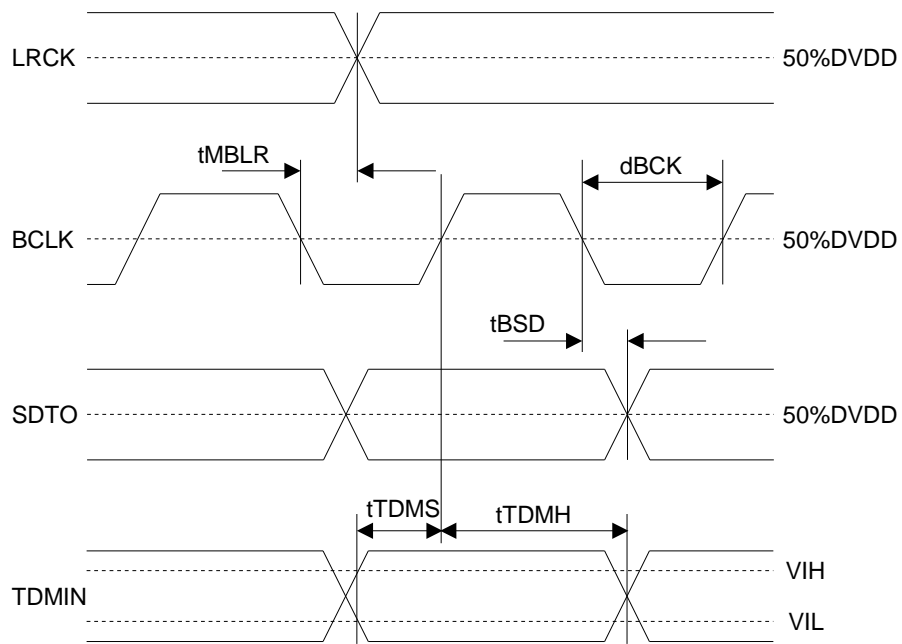 LRCK
50%DVDD
tMBLR
dBCK
BCLK
50%DVDD
tBSD
SDTO
50%DVDD
tTDMS
tTDMH
VIH
TDMIN
VIL